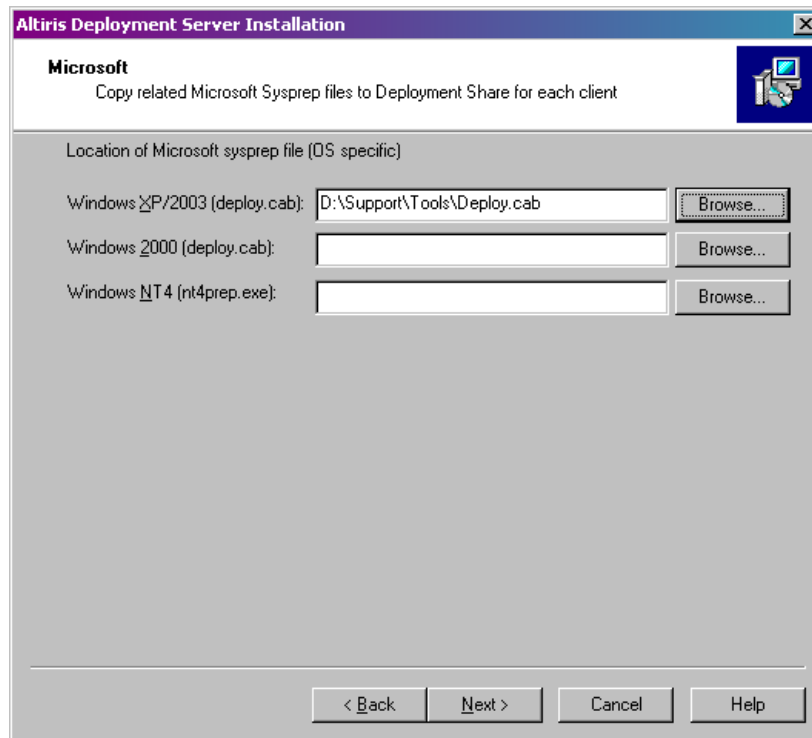 Altiris Deployment Server Installation
Microsoft
Copy related Microsoft Sysprep files to Deployment Share for each client
Location of Microsoft sysprep file (OS specific)
Windows XP/2003 (deploy.cab): D:\Support\Tools\Deploy.cab Browse...
Windows 2000 (deploy.cab): Browse...
Windows NT4 (nt4prep.exe): Browse...
< Back Next > Cancel Help